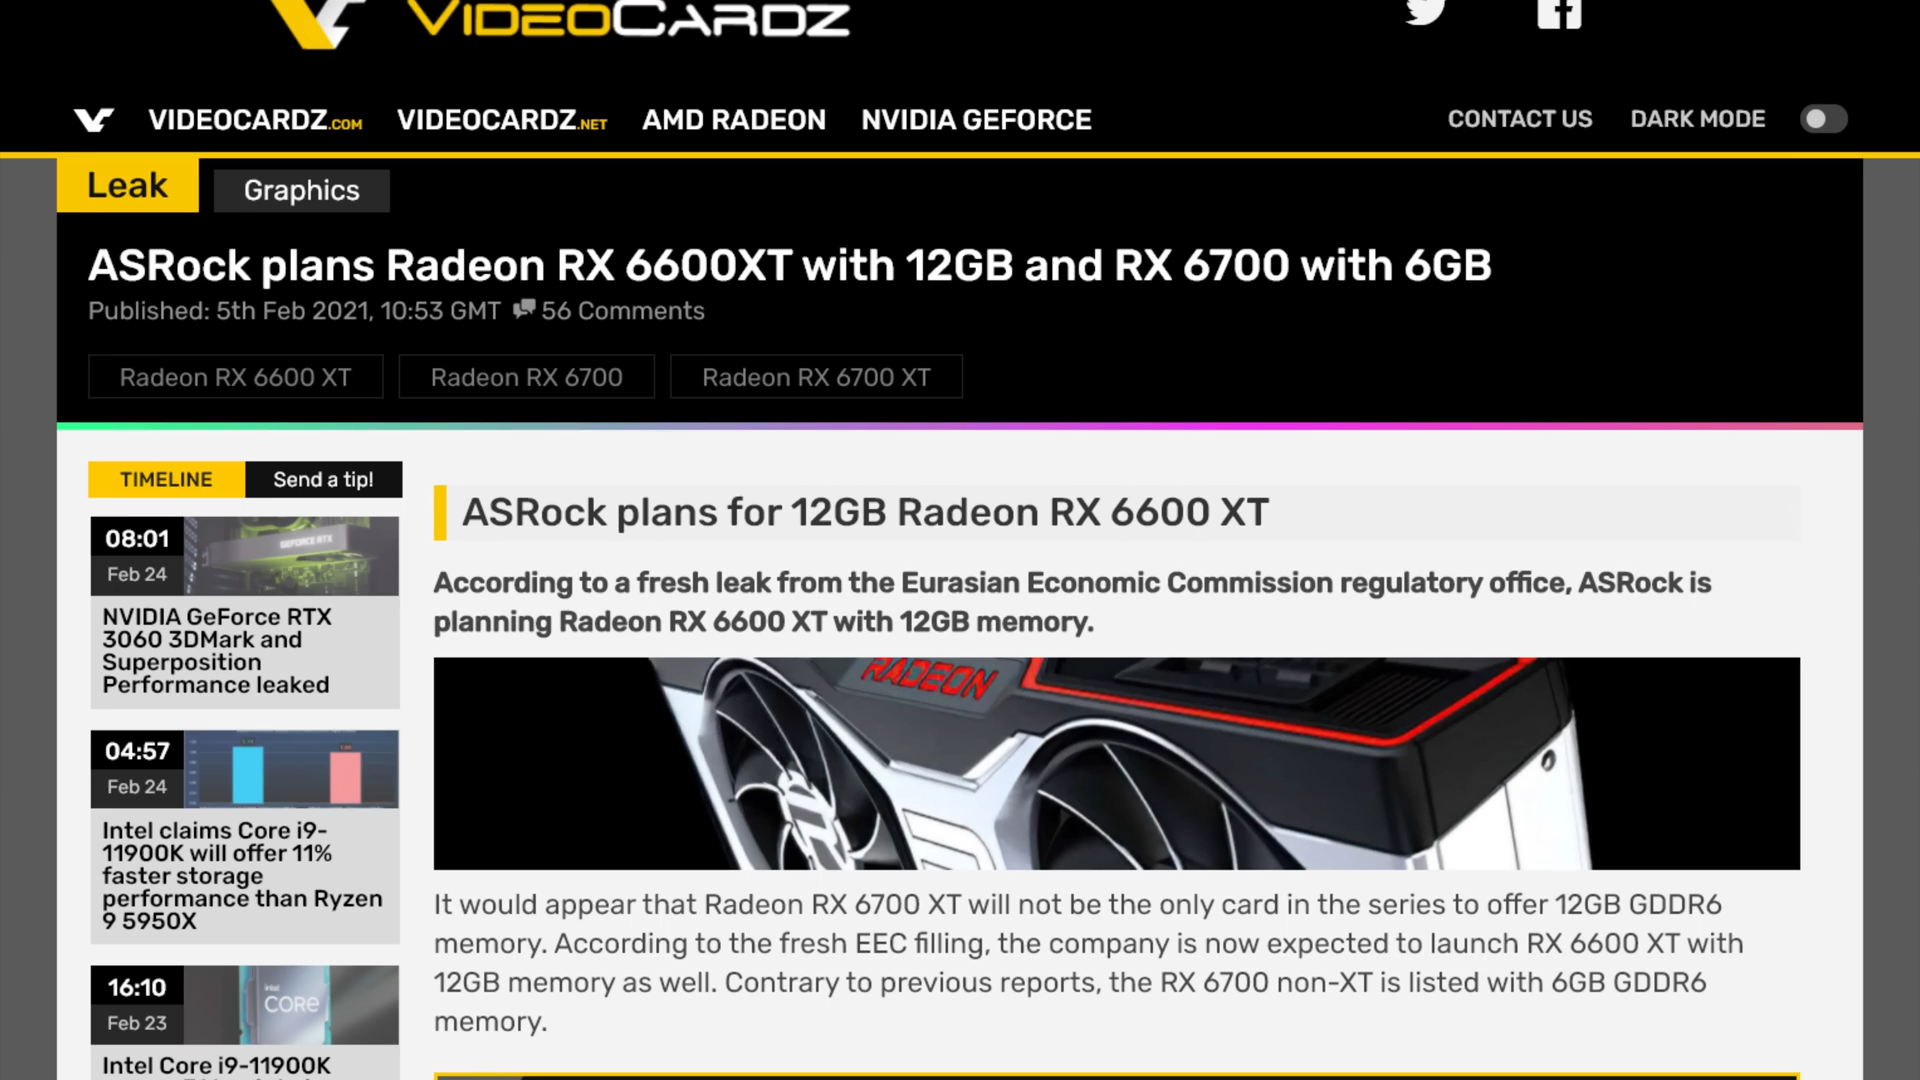 VIDEOCARDZ
VIDEOCARDZ.COM VIDEOCARDZ.NET AMD RADEON NVIDIA GEFORCE CONTACT US DARK MODE
Leak Graphics
ASRock plans Radeon RX 6600XT with 12GB and RX 6700 with 6GB
Published: 5th Feb 2021, 10:53 GMT 56 Comments
Radeon RX 6600 XT Radeon RX 6700 Radeon RX 6700 XT
TIMELINE Send a tip!
08:01
Feb 24
GEFORCE RTX
NVIDIA GeForce RTX
3060 3DMark and
Superposition
Performance leaked
04:57
Feb 24
Intel claims Core i9-
11900K will offer 11%
faster storage
performance than Ryzen
9 5950X
16:10
Feb 23
intel
CORE
Intel Core i9-11900K
ASRock plans for 12GB Radeon RX 6600 XT
According to a fresh leak from the Eurasian Economic Commission regulatory office, ASRock is
planning Radeon RX 6600 XT with 12GB memory.
RADEON
It would appear that Radeon RX 6700 XT will not be the only card in the series to offer 12GB GDDR6
memory. According to the fresh EEC filling, the company is now expected to launch RX 6600 XT with
12GB memory as well. Contrary to previous reports, the RX 6700 non-XT is listed with 6GB GDDR6
memory.